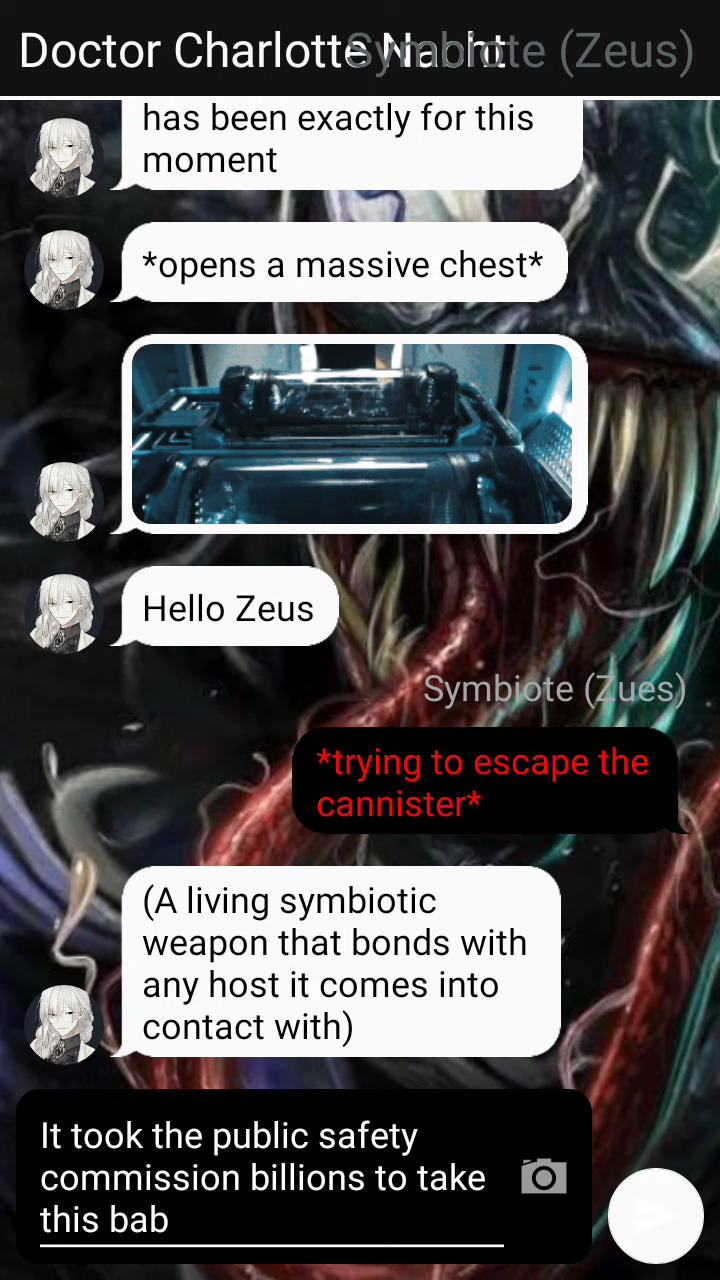 Doctor Charlotte Nacht Symbiote (Zeus)
has been exactly for this
moment
*opens a massive chest*
Hello Zeus
Symbiote (Zues)
*trying to escape the
cannister*
(A living symbiotic
weapon that bonds with
any host it comes into
contact with)
It took the public safety
commission billions to take
this bab